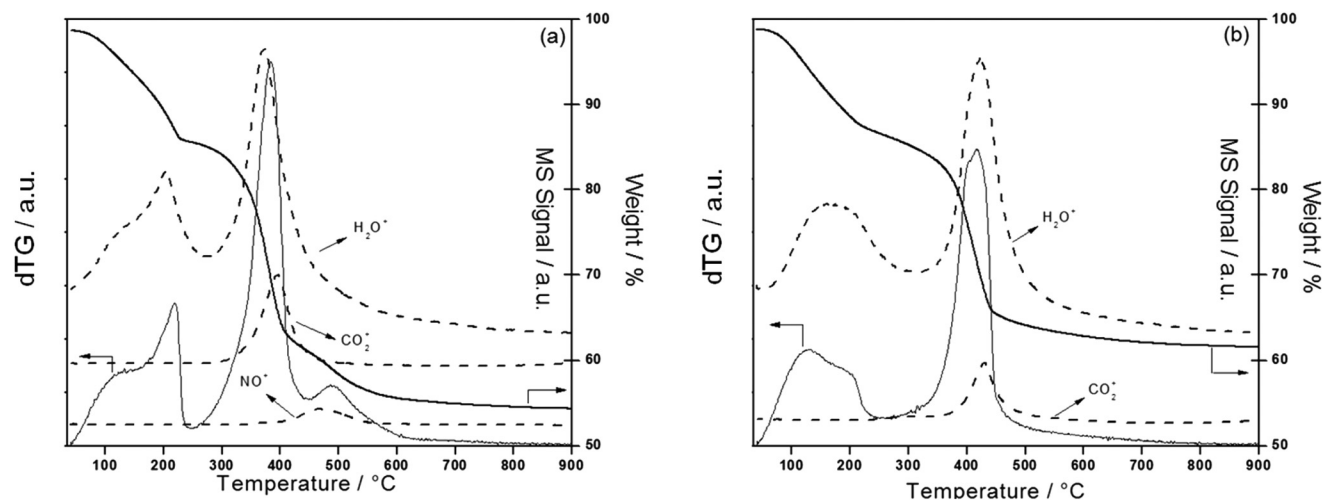 (a)
100
90
80
70
60
50
dTG / a.u.
MS Signal / a.u.
Weight / %
H₂O⁺
CO₂⁺
NO⁺
100 200 300 400 500 600 700 800 900
Temperature / °C
(b)
100
90
80
70
60
50
dTG / a.u.
MS Signal / a.u.
Weight / %
H₂O⁺
CO₂⁺
100 200 300 400 500 600 700 800 900
Temperature / °C